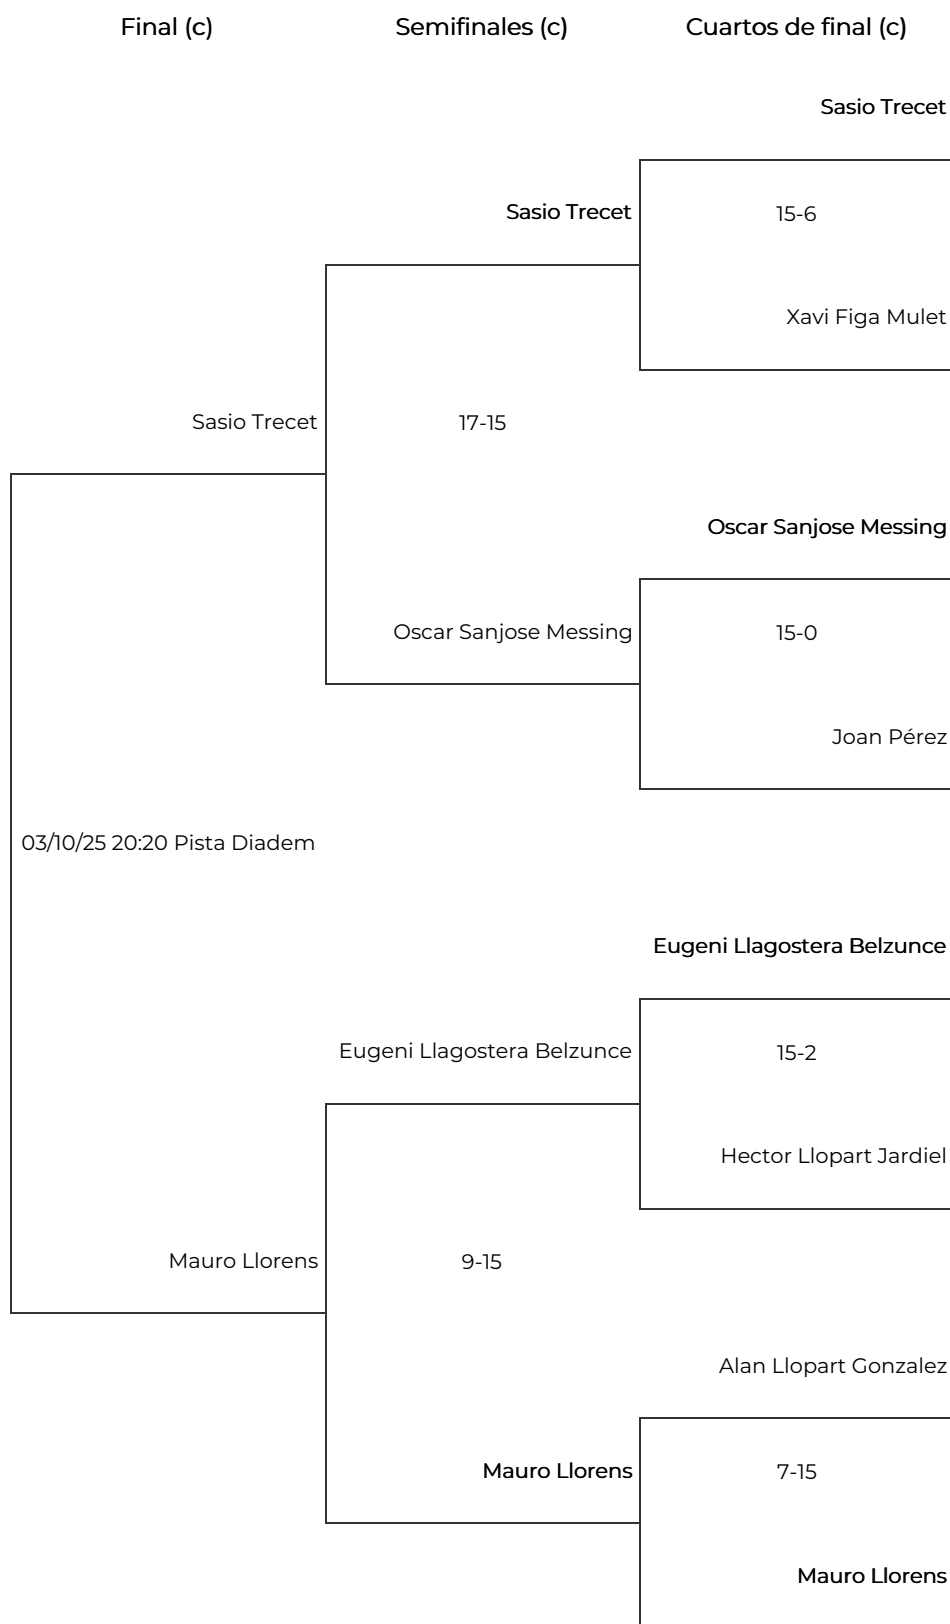 Final (c)
Semifinales (c)
Cuartos de final (c)
Sasio Trecet
Sasio Trecet
15-6
Xavi Figa Mulet
Sasio Trecet
17-15
Oscar Sanjose Messing
Oscar Sanjose Messing
15-0
Joan Pérez
03/10/25 20:20 Pista Diadem
Eugeni Llagostera Belzunce
Eugeni Llagostera Belzunce
15-2
Hector Llopart Jardiel
Mauro Llorens
9-15
Alan Llopart Gonzalez
Mauro Llorens
7-15
Mauro Llorens